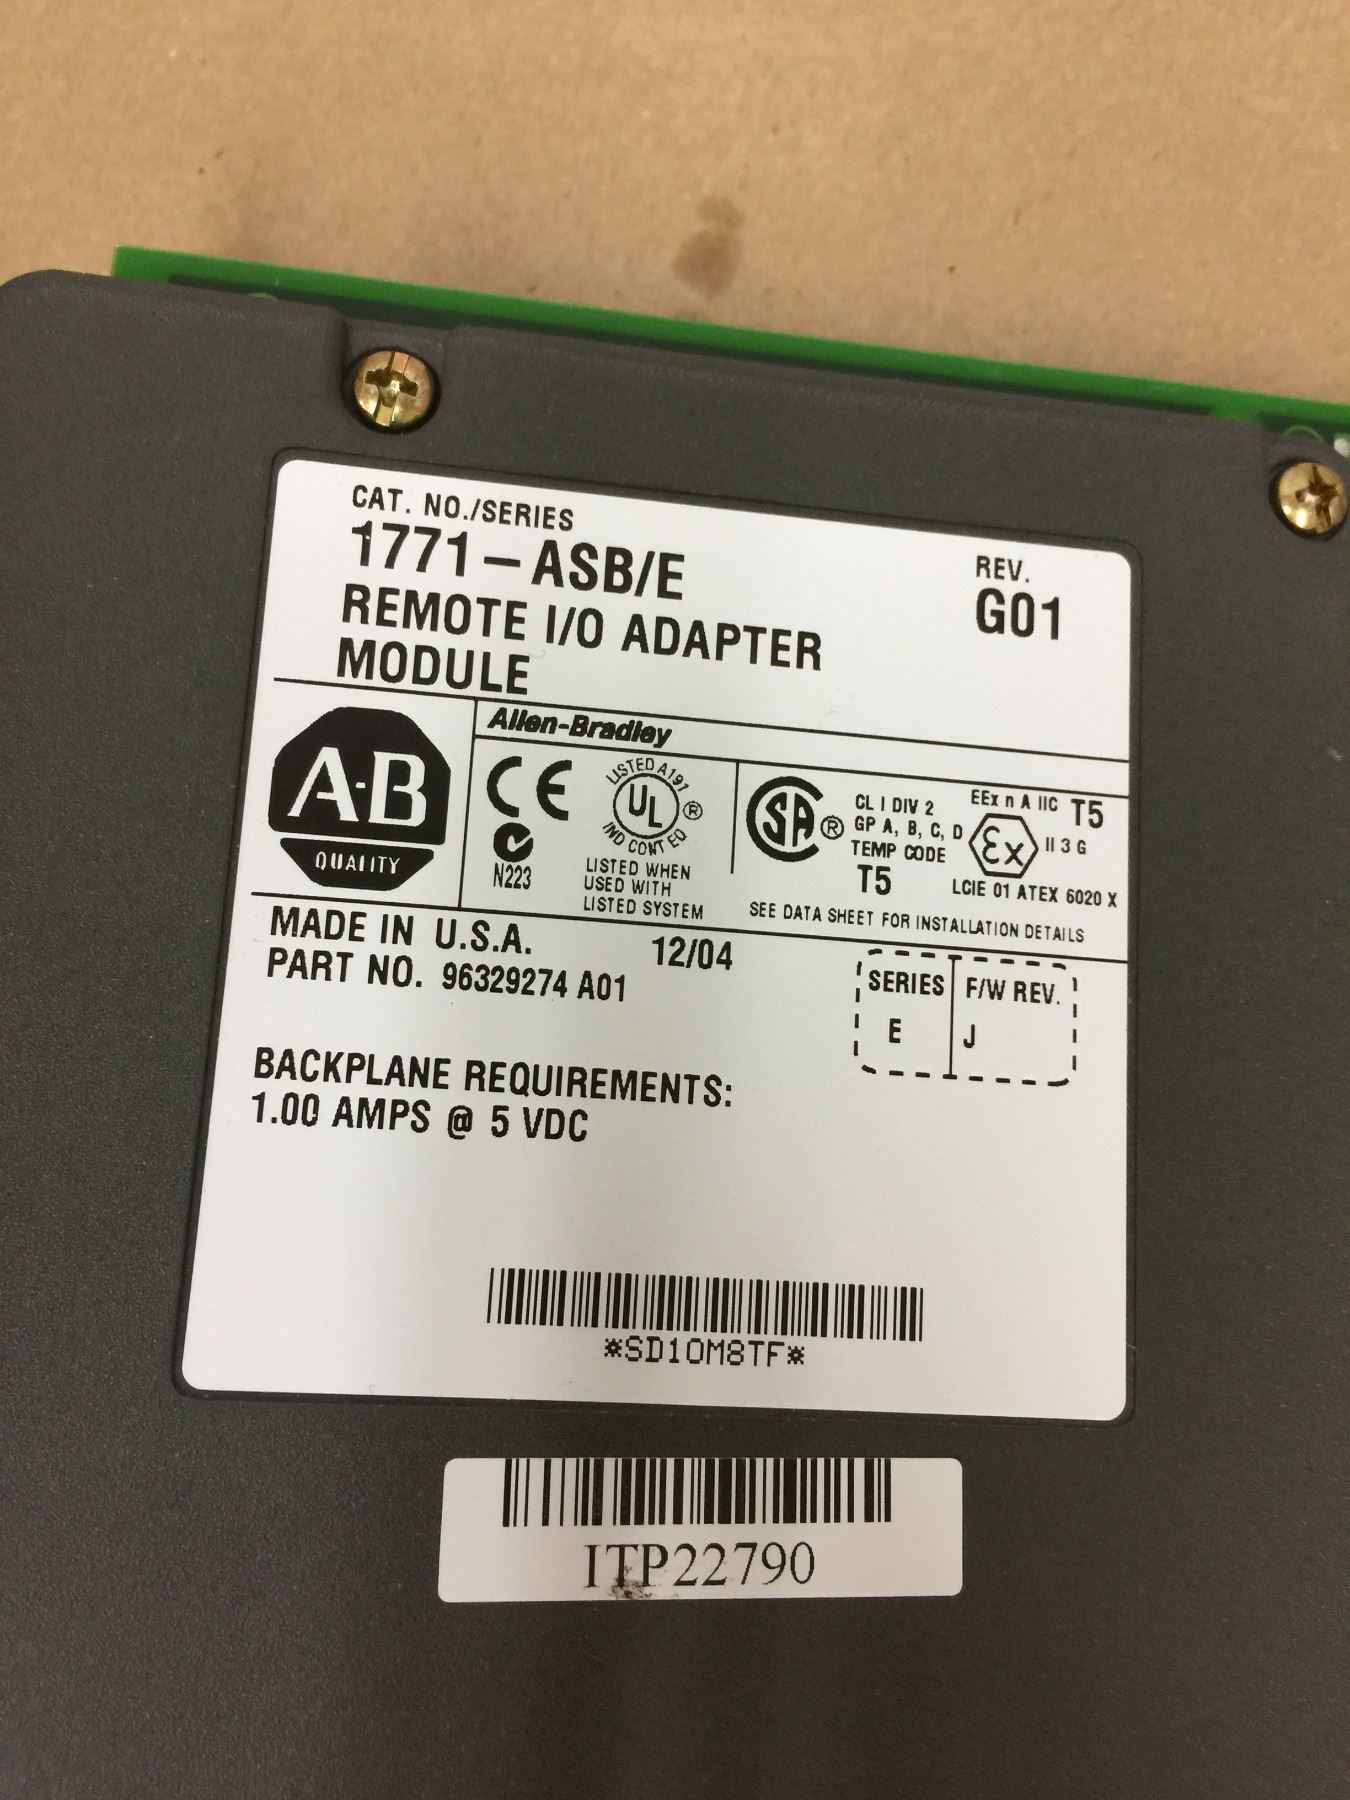 CAT. NO./SERIES
1771-ASB/E
REV.
G01
REMOTE I/O ADAPTER
MODULE
A-B
QUALITY
Allen-Bradley
CE
N223
LISTED A197
UL ®
IND CONT EQ
LISTED WHEN
USED WITH
LISTED SYSTEM
SA ®
CL I DIV 2
GP A, B, C, D
TEMP CODE
T5
EEx n A IIC T5
Ex II 3 G
LCIE 01 ATEX 6020 X
SEE DATA SHEET FOR INSTALLATION DETAILS
MADE IN U.S.A. 12/04
PART NO. 96329274 A01
SERIES F/W REV.
E J
BACKPLANE REQUIREMENTS:
1.00 AMPS @ 5 VDC
*SD10M8TF*
ITP22790